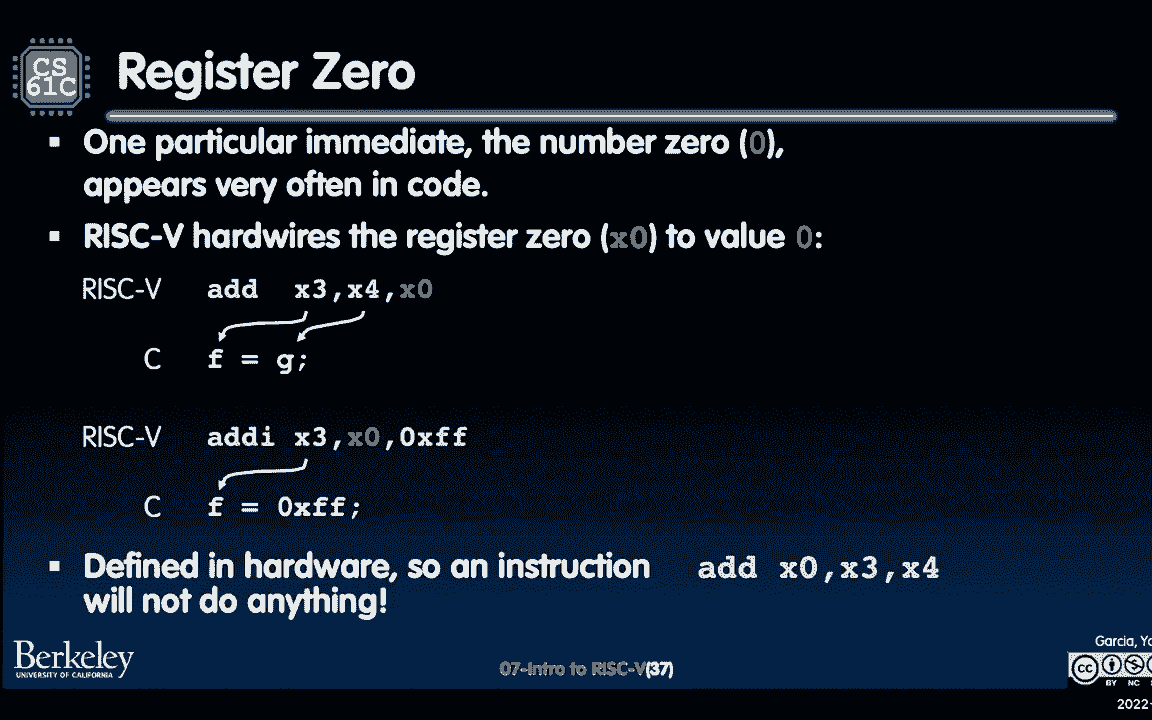 CS
61C
Register Zero
▪ One particular immediate, the number zero (0),
appears very often in code.
▪ RISC-V hardwires the register zero (x0) to value 0:
RISC-V add x3,x4,x0
C f = g;
RISC-V addi x3,x0,0xff
C f = 0xff;
▪ Defined in hardware, so an instruction add x0,x3,x4
will not do anything!
Berkeley
UNIVERSITY OF CALIFORNIA
07-Intro to RISC-V(37)
Garcia,
cc
BY NC
2022-